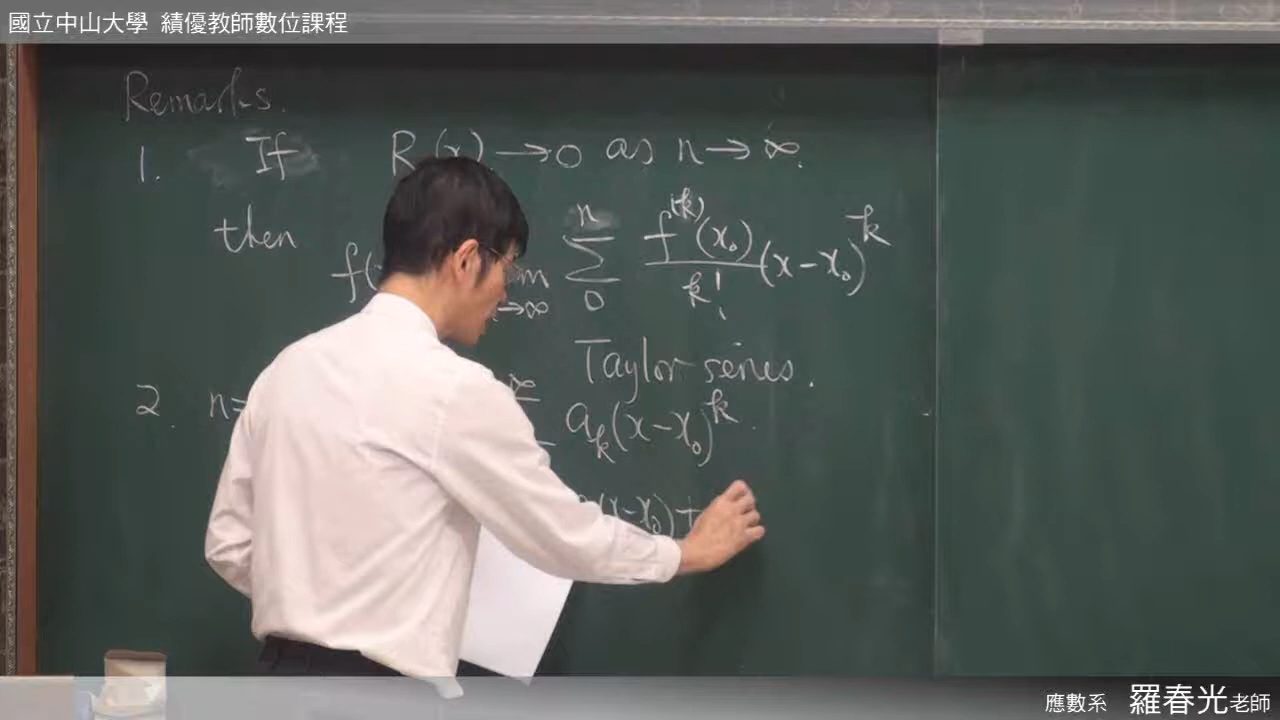 國立中山大學 績優教師數位課程
Remarks.
1. If R (x) → 0 as n → ∞.
then f( n Σ 0 f^(k)(x₀) / k! (x - x₀)^k
→∞
Taylor series.
2. n= ∞ a_k(x - x₀)^k.
(x - x₀) +
應數系 羅春光老師